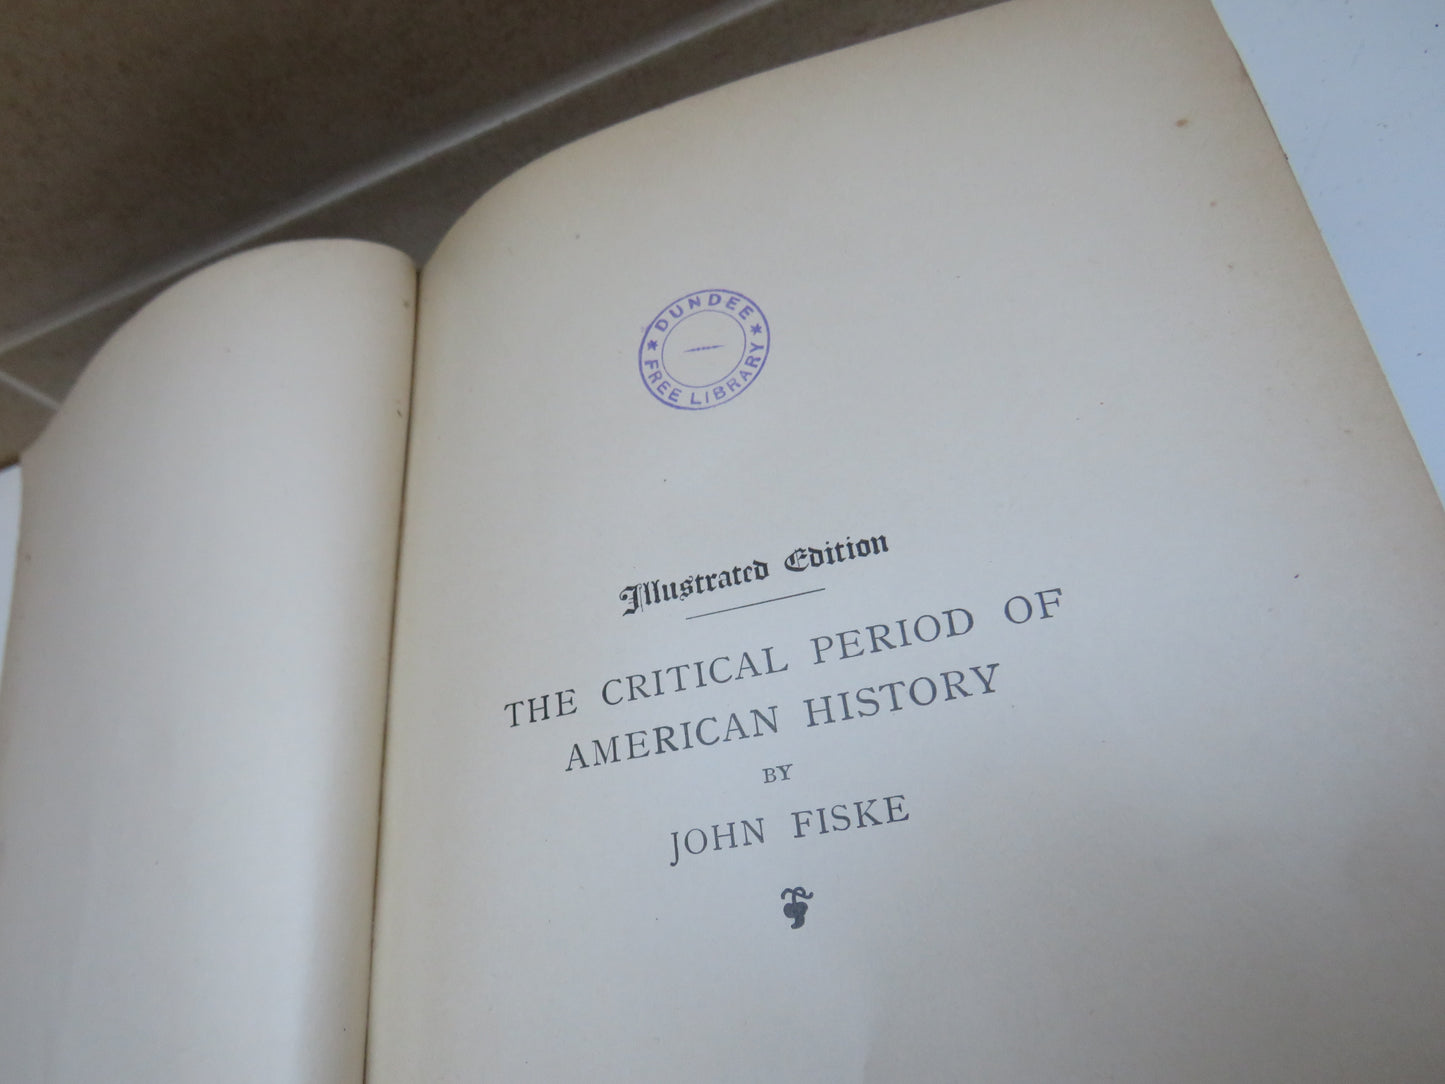 DUNDEE
* FREE LIBRARY *
Illustrated Edition
THE CRITICAL PERIOD OF
AMERICAN HISTORY
BY
JOHN FISKE